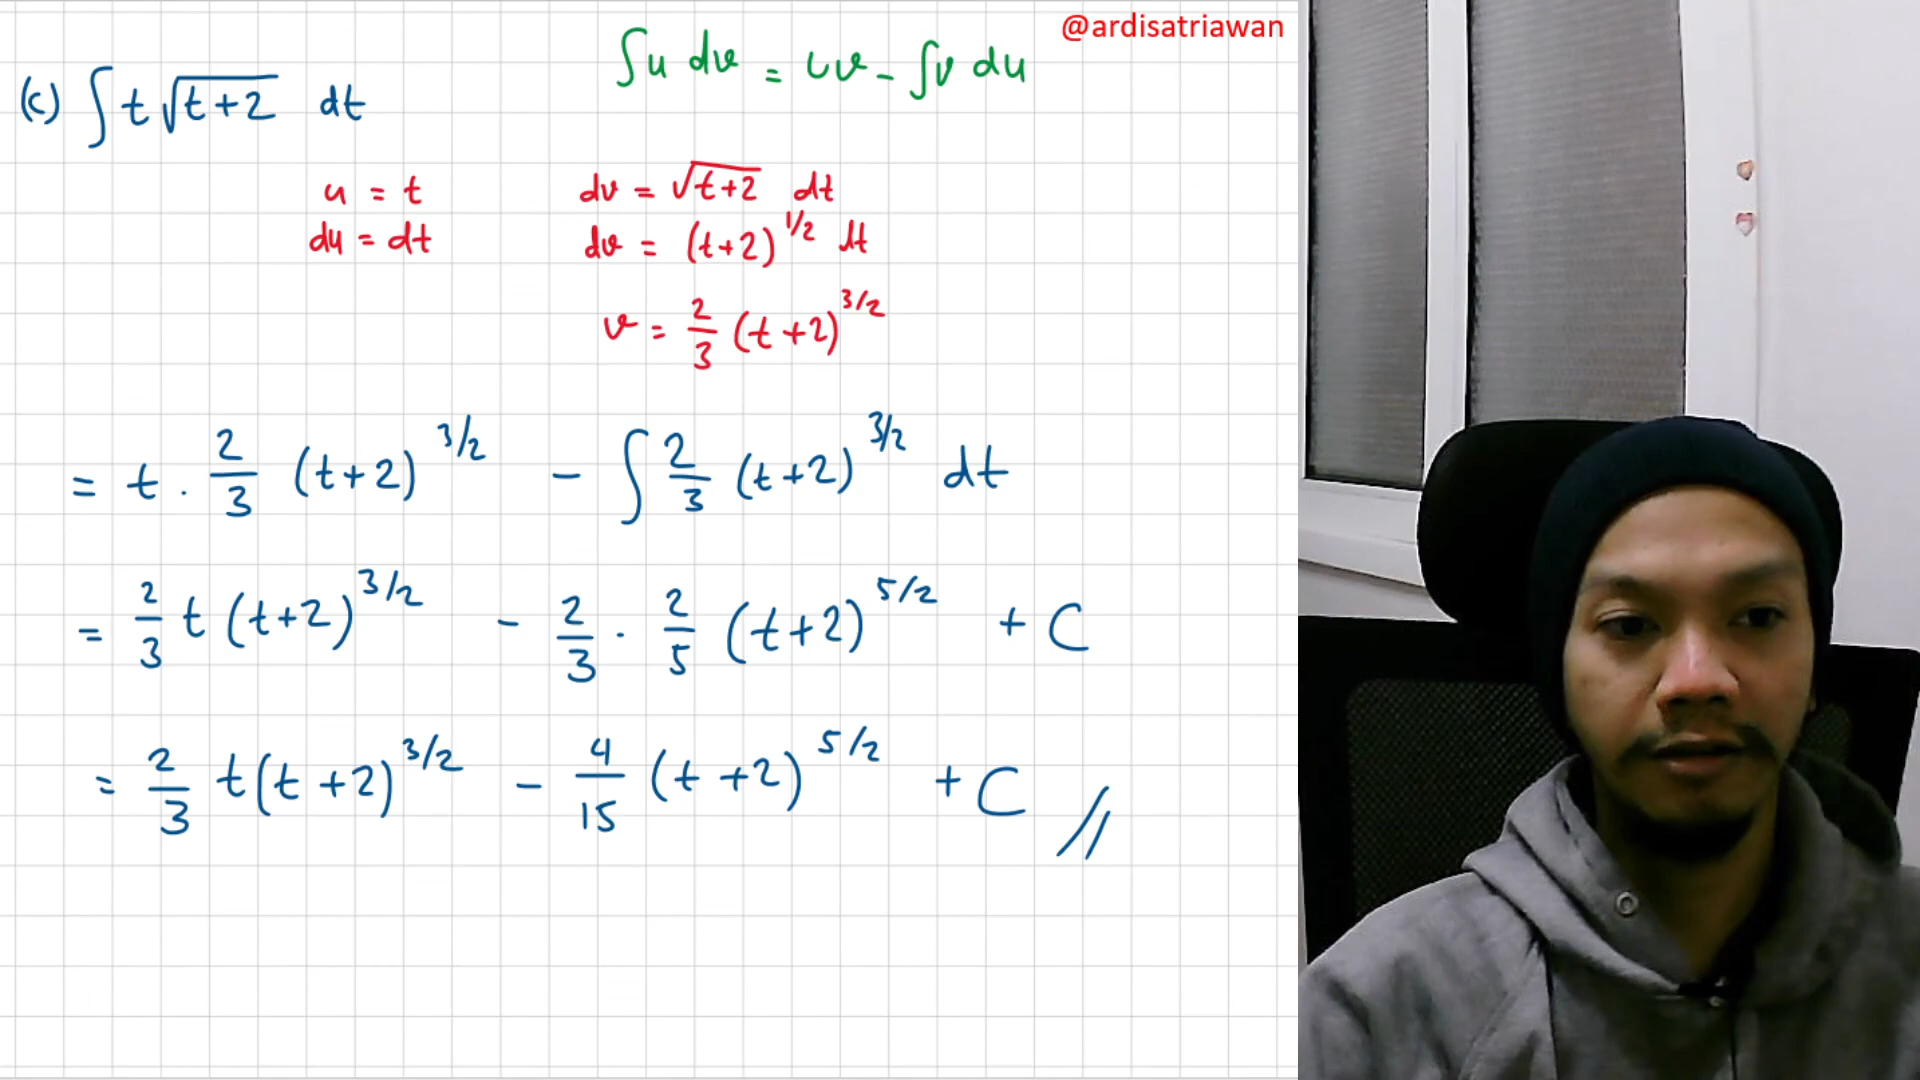 @ardisatriawan
∫u dv = uv - ∫v du
(c) ∫ t √(t+2) dt
u = t
dv = √(t+2) dt
du = dt
dv = (t+2)^1/2 dt
v = 2/3 (t+2)^3/2
= t . 2/3 (t+2)^3/2 - ∫ 2/3 (t+2)^3/2 dt
= 2/3 t (t+2)^3/2 - 2/3 . 2/5 (t+2)^5/2 + C
= 2/3 t(t+2)^3/2 - 4/15 (t+2)^5/2 + C //